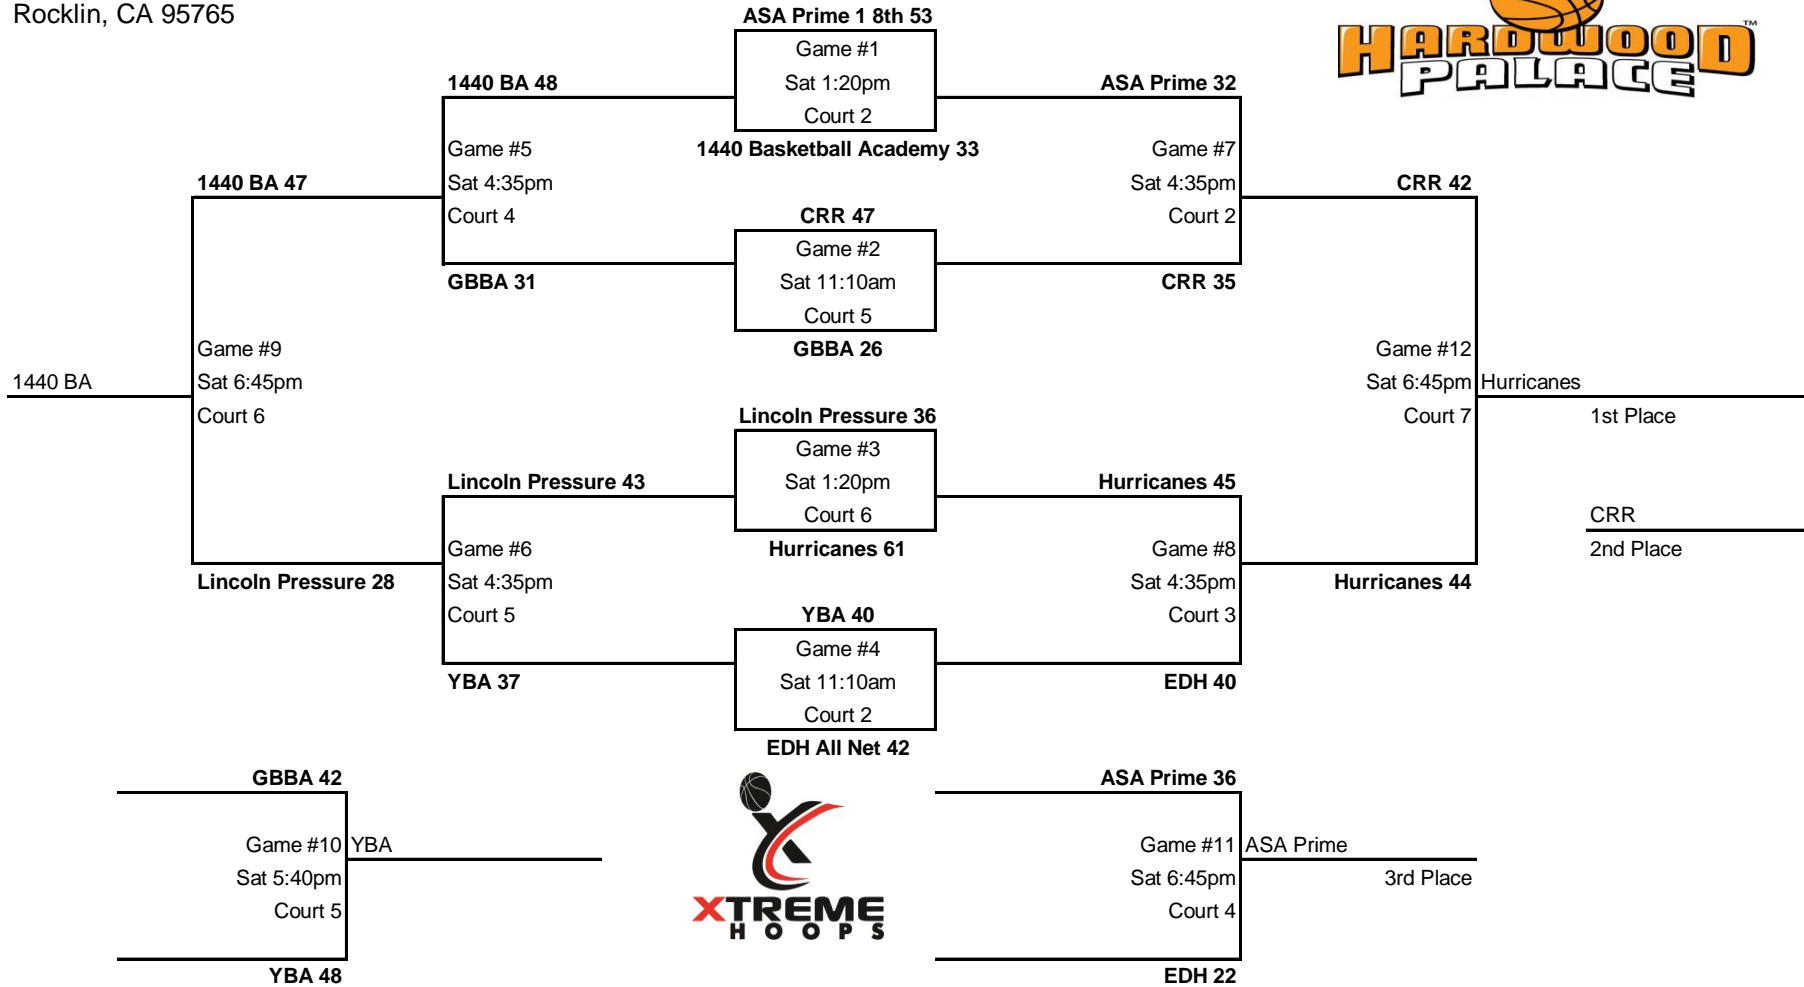 Rocklin, CA 95765
HARDWOOD PALACE™
ASA Prime 1 8th 53
Game #1
Sat 1:20pm
Court 2
1440 Basketball Academy 33
1440 BA 48
Game #5
Sat 4:35pm
Court 4
GBBA 31
ASA Prime 32
Game #7
Sat 4:35pm
Court 2
CRR 35
1440 BA 47
CRR 42
CRR 47
Game #2
Sat 11:10am
Court 5
GBBA 26
Game #9
Sat 6:45pm
Court 6
1440 BA
Game #12
Sat 6:45pm
Court 7
Hurricanes
1st Place
Lincoln Pressure 36
Game #3
Sat 1:20pm
Court 6
Hurricanes 61
Lincoln Pressure 43
Game #6
Sat 4:35pm
Court 5
YBA 37
Hurricanes 45
Game #8
Sat 4:35pm
Court 3
EDH 40
CRR
2nd Place
Lincoln Pressure 28
Hurricanes 44
YBA 40
Game #4
Sat 11:10am
Court 2
EDH All Net 42
GBBA 42
Game #10
Sat 5:40pm
Court 5
YBA 48
YBA
XTREME
HOOPS
ASA Prime 36
Game #11
Sat 6:45pm
Court 4
EDH 22
ASA Prime
3rd Place